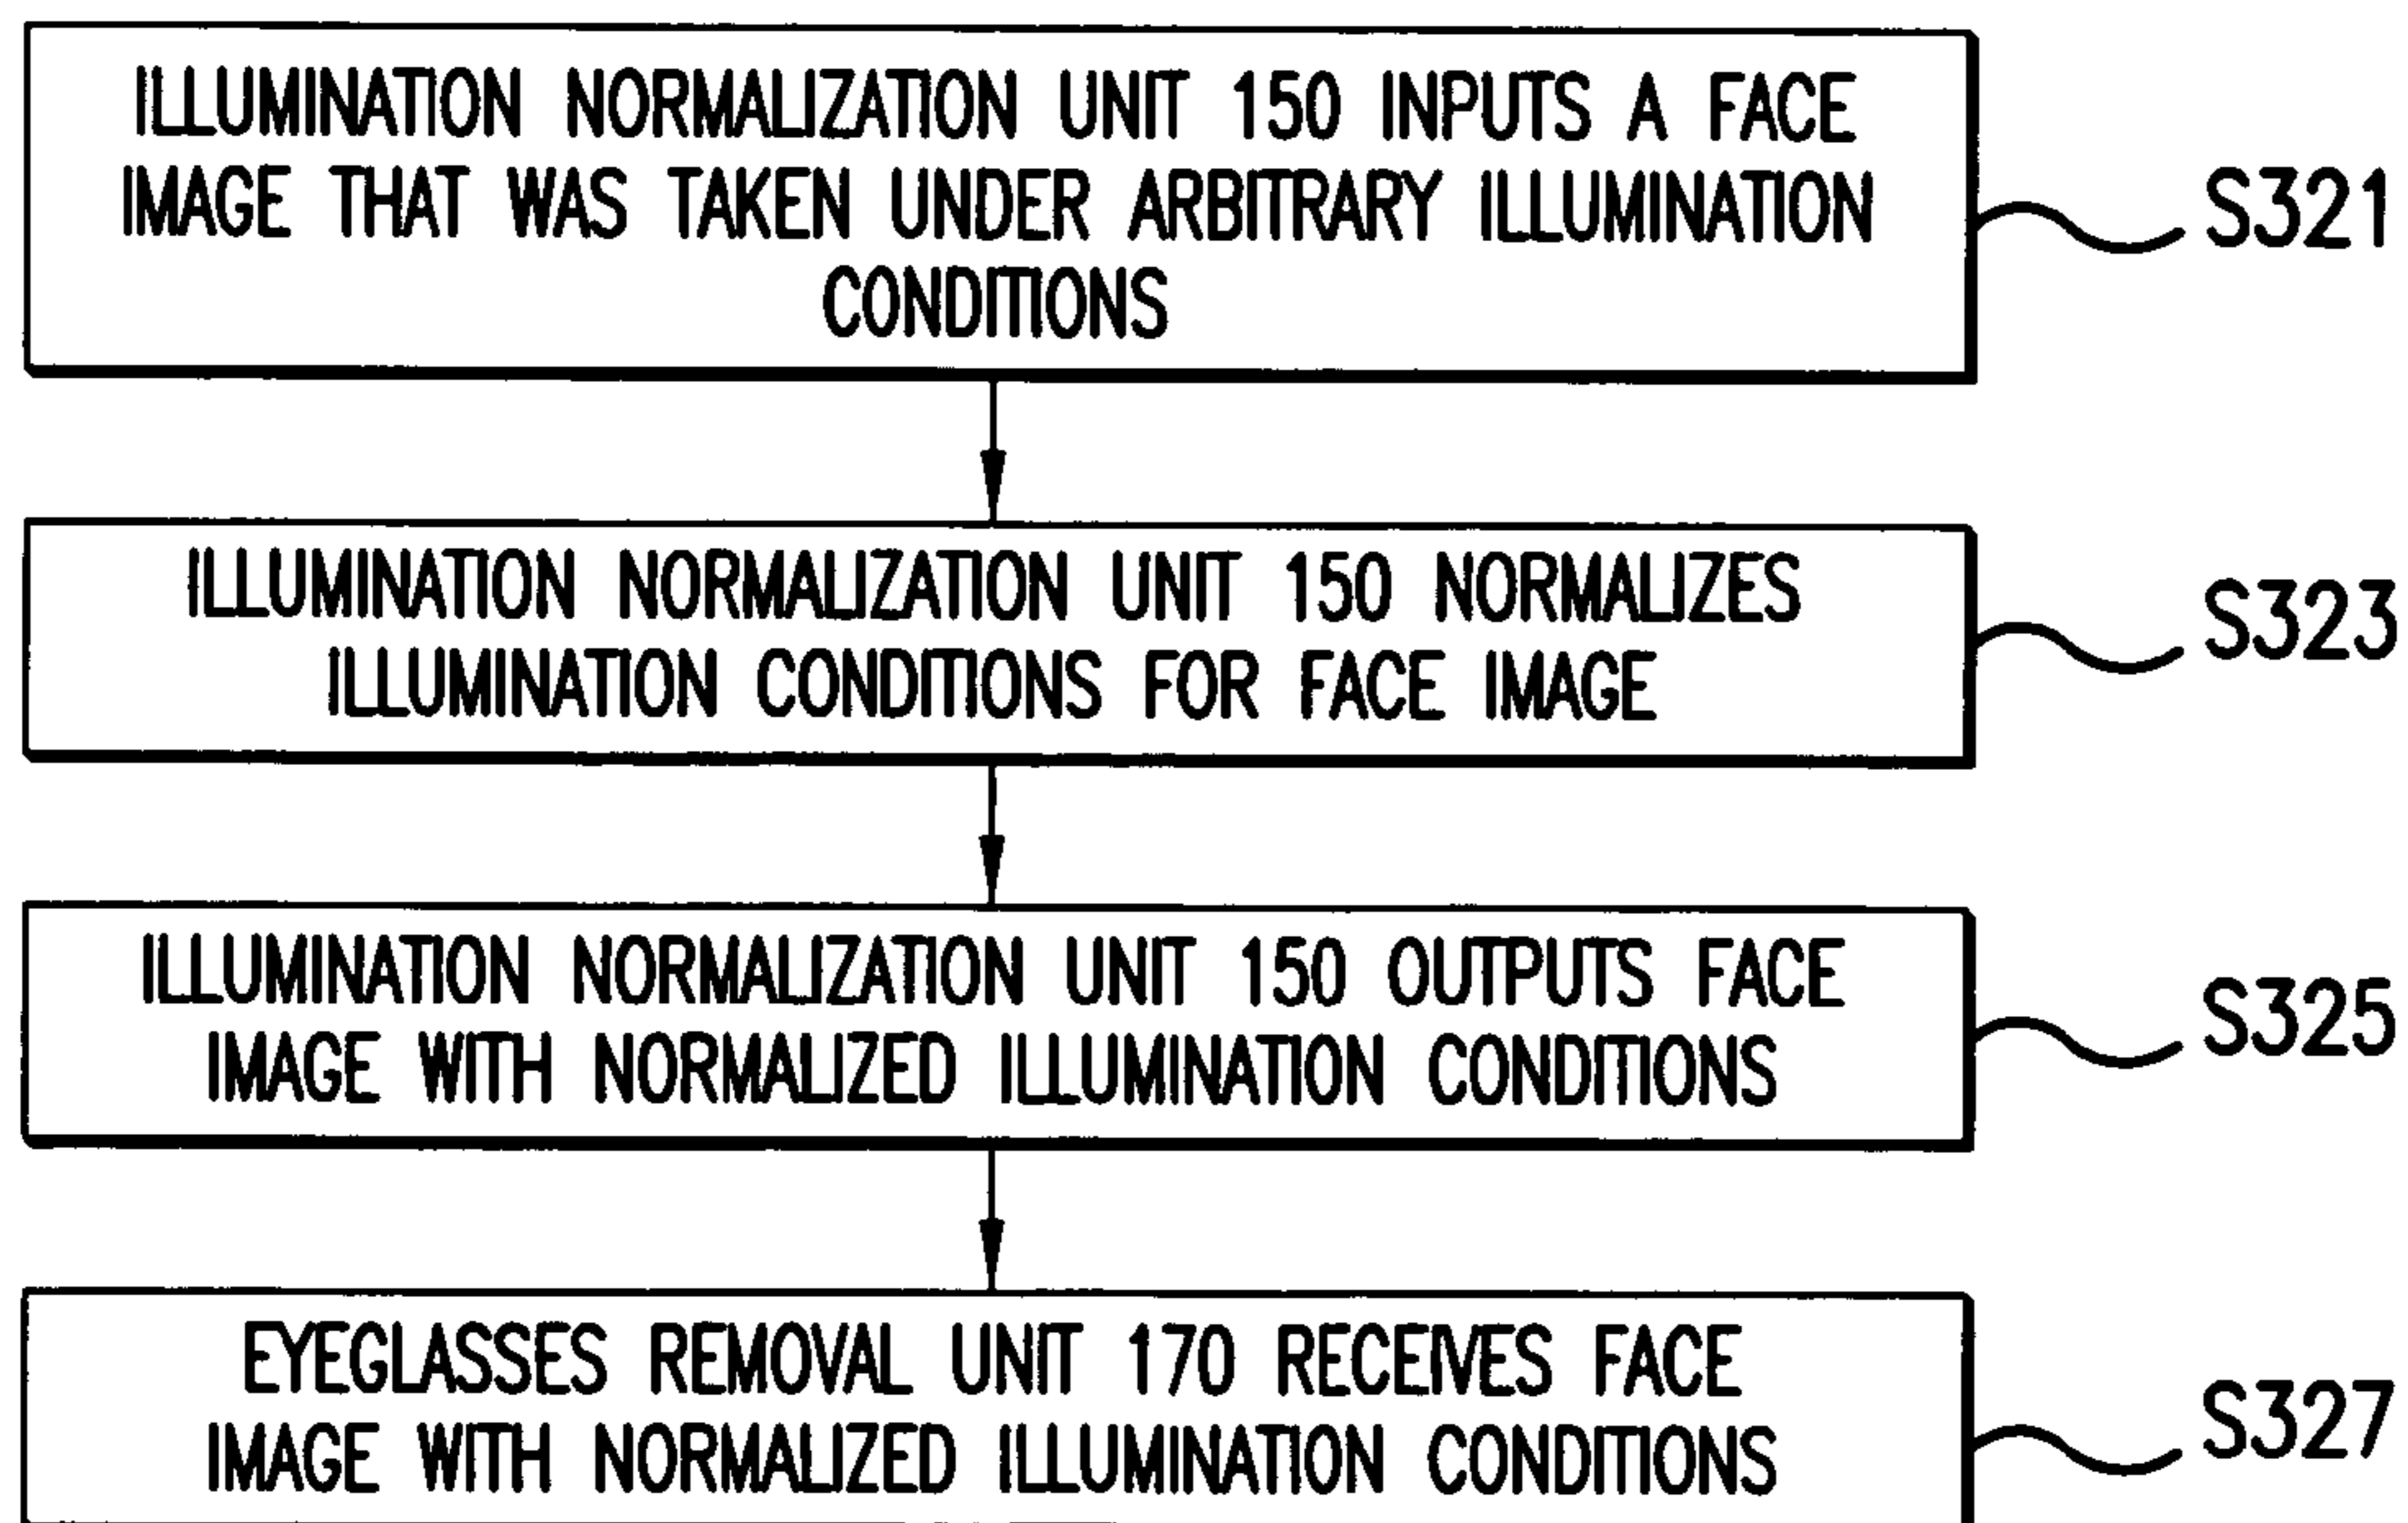 ILLUMINATION NORMALIZATION UNIT 150 INPUTS A FACE
IMAGE THAT WAS TAKEN UNDER ARBITRARY ILLUMINATION
CONDITIONS
S321
ILLUMINATION NORMALIZATION UNIT 150 NORMALIZES
ILLUMINATION CONDITIONS FOR FACE IMAGE
S323
ILLUMINATION NORMALIZATION UNIT 150 OUTPUTS FACE
IMAGE WITH NORMALIZED ILLUMINATION CONDITIONS
S325
EYEGLASSES REMOVAL UNIT 170 RECEIVES FACE
IMAGE WITH NORMALIZED ILLUMINATION CONDITIONS
S327